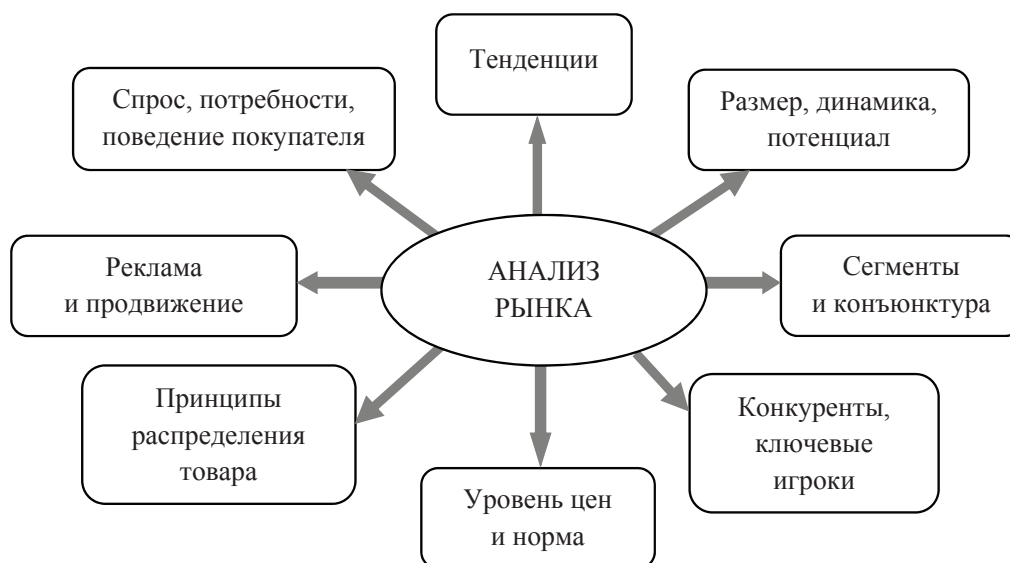 Тенденции
Спрос, потребности,
поведение покупателя
Размер, динамика,
потенциал
Реклама
и продвижение
АНАЛИЗ
РЫНКА
Сегменты
и конъюнктура
Принципы
распределения
товара
Конкуренты,
ключевые
игроки
Уровень цен
и норма